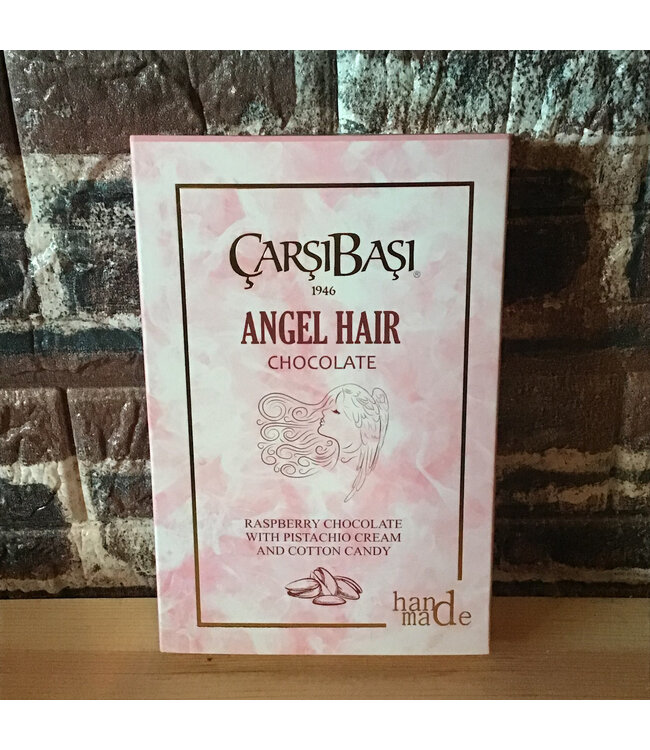 ÇARŞIBAŞI®
1946
ANGEL HAIR
CHOCOLATE
RASPBERRY CHOCOLATE
WITH PISTACHIO CREAM
AND COTTON CANDY
hand
made